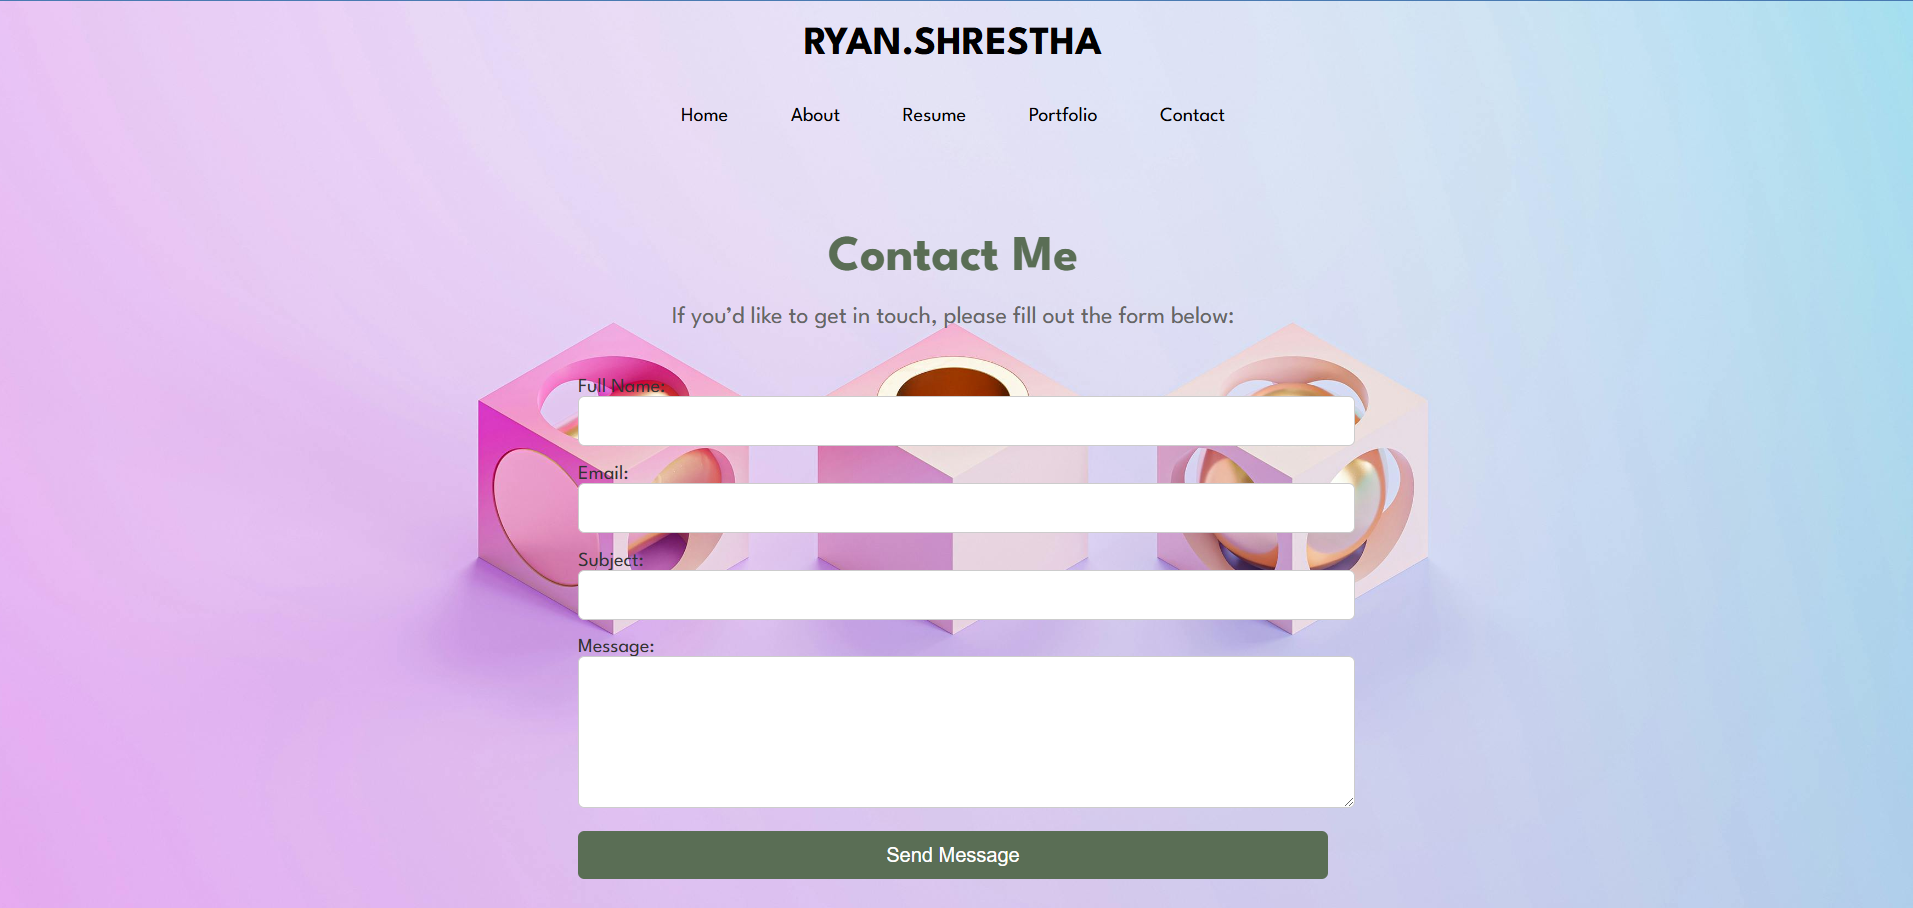 RYAN.SHRESTHA
Home About Resume Portfolio Contact
Contact Me
If you’d like to get in touch, please fill out the form below:
Full Name:
Email:
Subject:
Message:
Send Message